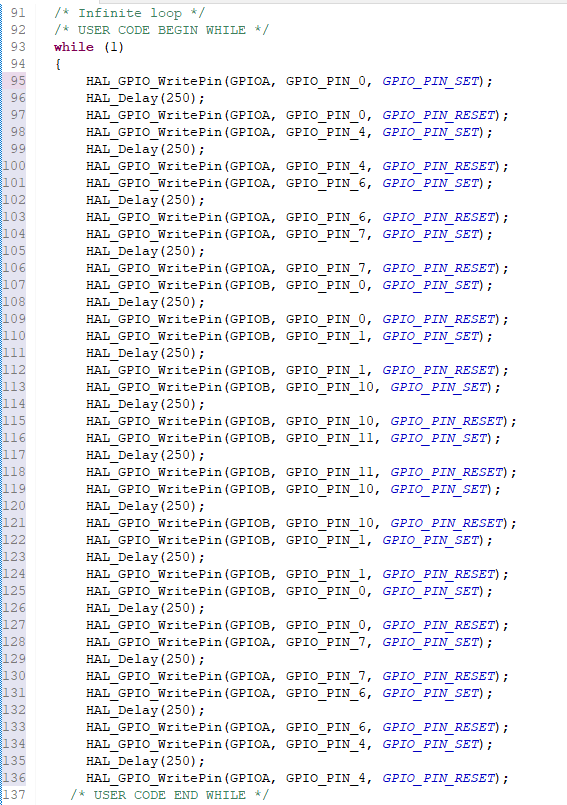 91 /* Infinite loop */
92 /* USER CODE BEGIN WHILE */
93 while (1)
94 {
95 HAL_GPIO_WritePin(GPIOA, GPIO_PIN_0, GPIO_PIN_SET);
96 HAL_Delay(250);
97 HAL_GPIO_WritePin(GPIOA, GPIO_PIN_0, GPIO_PIN_RESET);
98 HAL_GPIO_WritePin(GPIOA, GPIO_PIN_4, GPIO_PIN_SET);
99 HAL_Delay(250);
100 HAL_GPIO_WritePin(GPIOA, GPIO_PIN_4, GPIO_PIN_RESET);
101 HAL_GPIO_WritePin(GPIOA, GPIO_PIN_6, GPIO_PIN_SET);
102 HAL_Delay(250);
103 HAL_GPIO_WritePin(GPIOA, GPIO_PIN_6, GPIO_PIN_RESET);
104 HAL_GPIO_WritePin(GPIOA, GPIO_PIN_7, GPIO_PIN_SET);
105 HAL_Delay(250);
106 HAL_GPIO_WritePin(GPIOA, GPIO_PIN_7, GPIO_PIN_RESET);
107 HAL_GPIO_WritePin(GPIOB, GPIO_PIN_0, GPIO_PIN_SET);
108 HAL_Delay(250);
109 HAL_GPIO_WritePin(GPIOB, GPIO_PIN_0, GPIO_PIN_RESET);
110 HAL_GPIO_WritePin(GPIOB, GPIO_PIN_1, GPIO_PIN_SET);
111 HAL_Delay(250);
112 HAL_GPIO_WritePin(GPIOB, GPIO_PIN_1, GPIO_PIN_RESET);
113 HAL_GPIO_WritePin(GPIOB, GPIO_PIN_10, GPIO_PIN_SET);
114 HAL_Delay(250);
115 HAL_GPIO_WritePin(GPIOB, GPIO_PIN_10, GPIO_PIN_RESET);
116 HAL_GPIO_WritePin(GPIOB, GPIO_PIN_11, GPIO_PIN_SET);
117 HAL_Delay(250);
118 HAL_GPIO_WritePin(GPIOB, GPIO_PIN_11, GPIO_PIN_RESET);
119 HAL_GPIO_WritePin(GPIOB, GPIO_PIN_10, GPIO_PIN_SET);
120 HAL_Delay(250);
121 HAL_GPIO_WritePin(GPIOB, GPIO_PIN_10, GPIO_PIN_RESET);
122 HAL_GPIO_WritePin(GPIOB, GPIO_PIN_1, GPIO_PIN_SET);
123 HAL_Delay(250);
124 HAL_GPIO_WritePin(GPIOB, GPIO_PIN_1, GPIO_PIN_RESET);
125 HAL_GPIO_WritePin(GPIOB, GPIO_PIN_0, GPIO_PIN_SET);
126 HAL_Delay(250);
127 HAL_GPIO_WritePin(GPIOB, GPIO_PIN_0, GPIO_PIN_RESET);
128 HAL_GPIO_WritePin(GPIOA, GPIO_PIN_7, GPIO_PIN_SET);
129 HAL_Delay(250);
130 HAL_GPIO_WritePin(GPIOA, GPIO_PIN_7, GPIO_PIN_RESET);
131 HAL_GPIO_WritePin(GPIOA, GPIO_PIN_6, GPIO_PIN_SET);
132 HAL_Delay(250);
133 HAL_GPIO_WritePin(GPIOA, GPIO_PIN_6, GPIO_PIN_RESET);
134 HAL_GPIO_WritePin(GPIOA, GPIO_PIN_4, GPIO_PIN_SET);
135 HAL_Delay(250);
136 HAL_GPIO_WritePin(GPIOA, GPIO_PIN_4, GPIO_PIN_RESET);
137 /* USER CODE END WHILE */